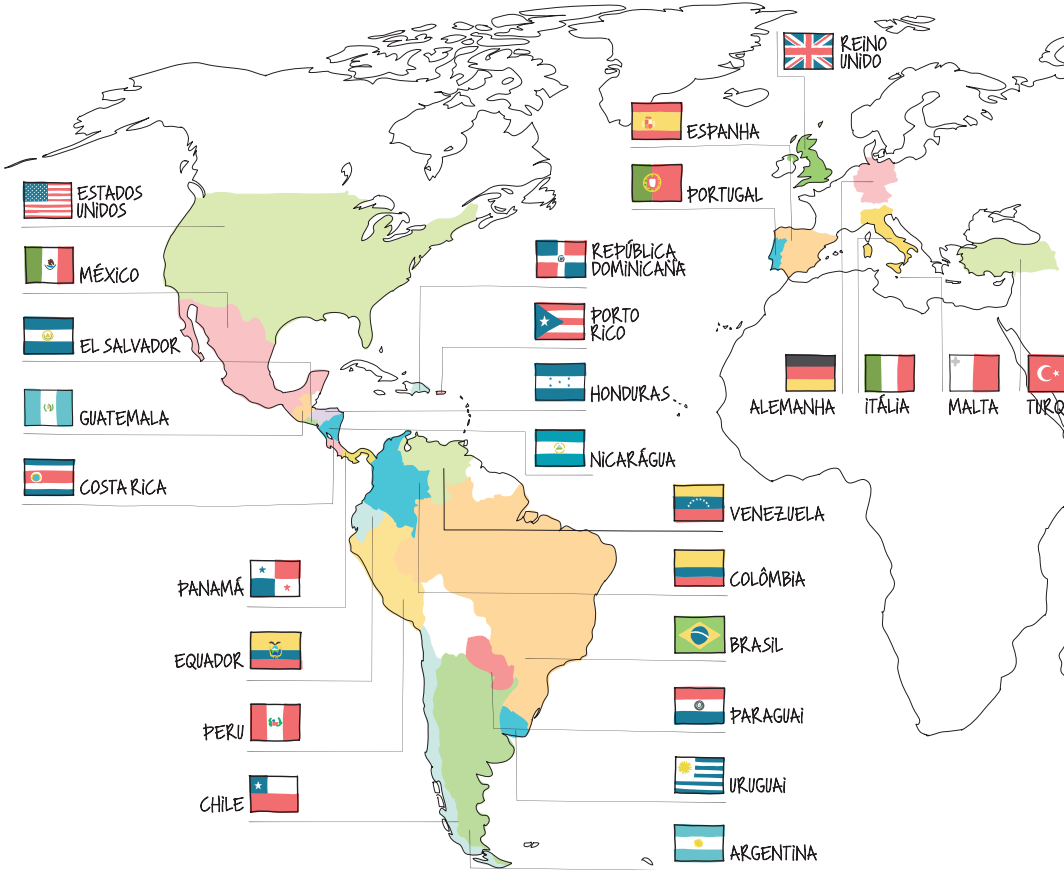 REINO
UNIDO
ESPANHA
PORTUGAL
ESTADOS
UNIDOS
MÉXICO
EL SALVADOR
GUATEMALA
COSTA RICA
REPÚBLICA
DOMINICANA
PORTO
RICO
HONDURAS
NICARÁGUA
ALEMANHA
ITÁLIA
MALTA
TURQ
VENEZUELA
COLÔMBIA
BRASIL
PARAGUAI
URUGUAI
ARGENTINA
PANAMÁ
EQUADOR
PERU
CHILE